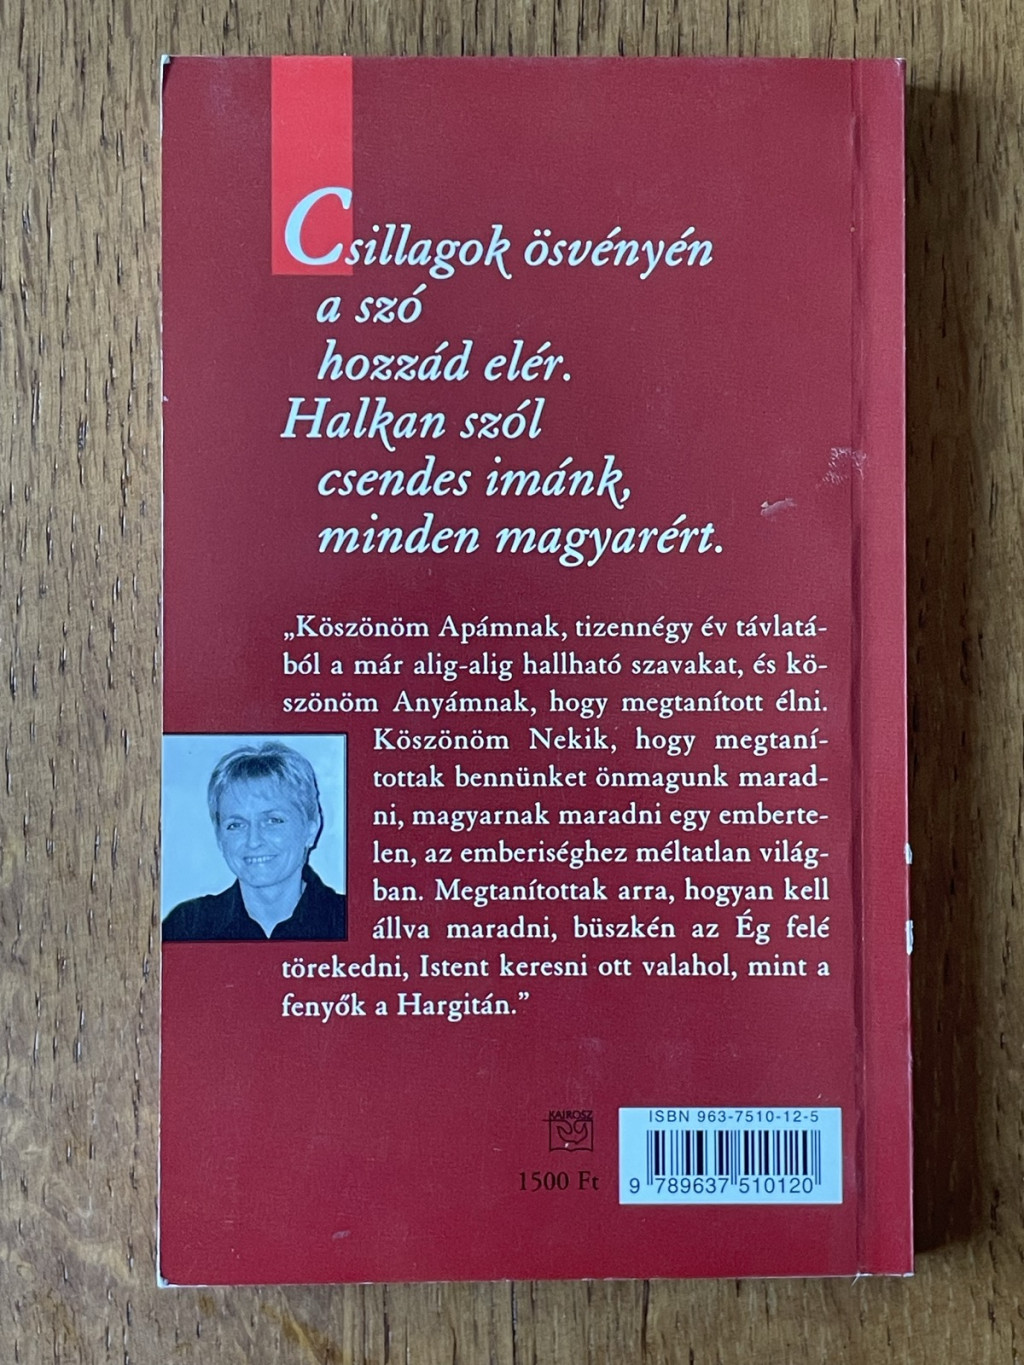 Csillagok ösvényén
a szó
hozzád elér.
Halkan szól
csendes imánk,
minden magyarért.
„Köszönöm Apámnak, tizennégy év távlatá-
ból a már alig-alig hallható szavakat, és kö-
szönöm Anyámnak, hogy megtanított élni.
Köszönöm Nekik, hogy megtaní-
tottak bennünket önmagunk marad-
ni, magyarnak maradni egy emberte-
len, az emberiséghez méltatlan világ-
ban. Megtanítottak arra, hogyan kell
állva maradni, büszkén az Ég felé
törekedni, Istent keresni ott valahol, mint a
fenyők a Hargitán.”
KAIROSZ
1500 Ft
ISBN 963-7510-12-5
9 789637 510120